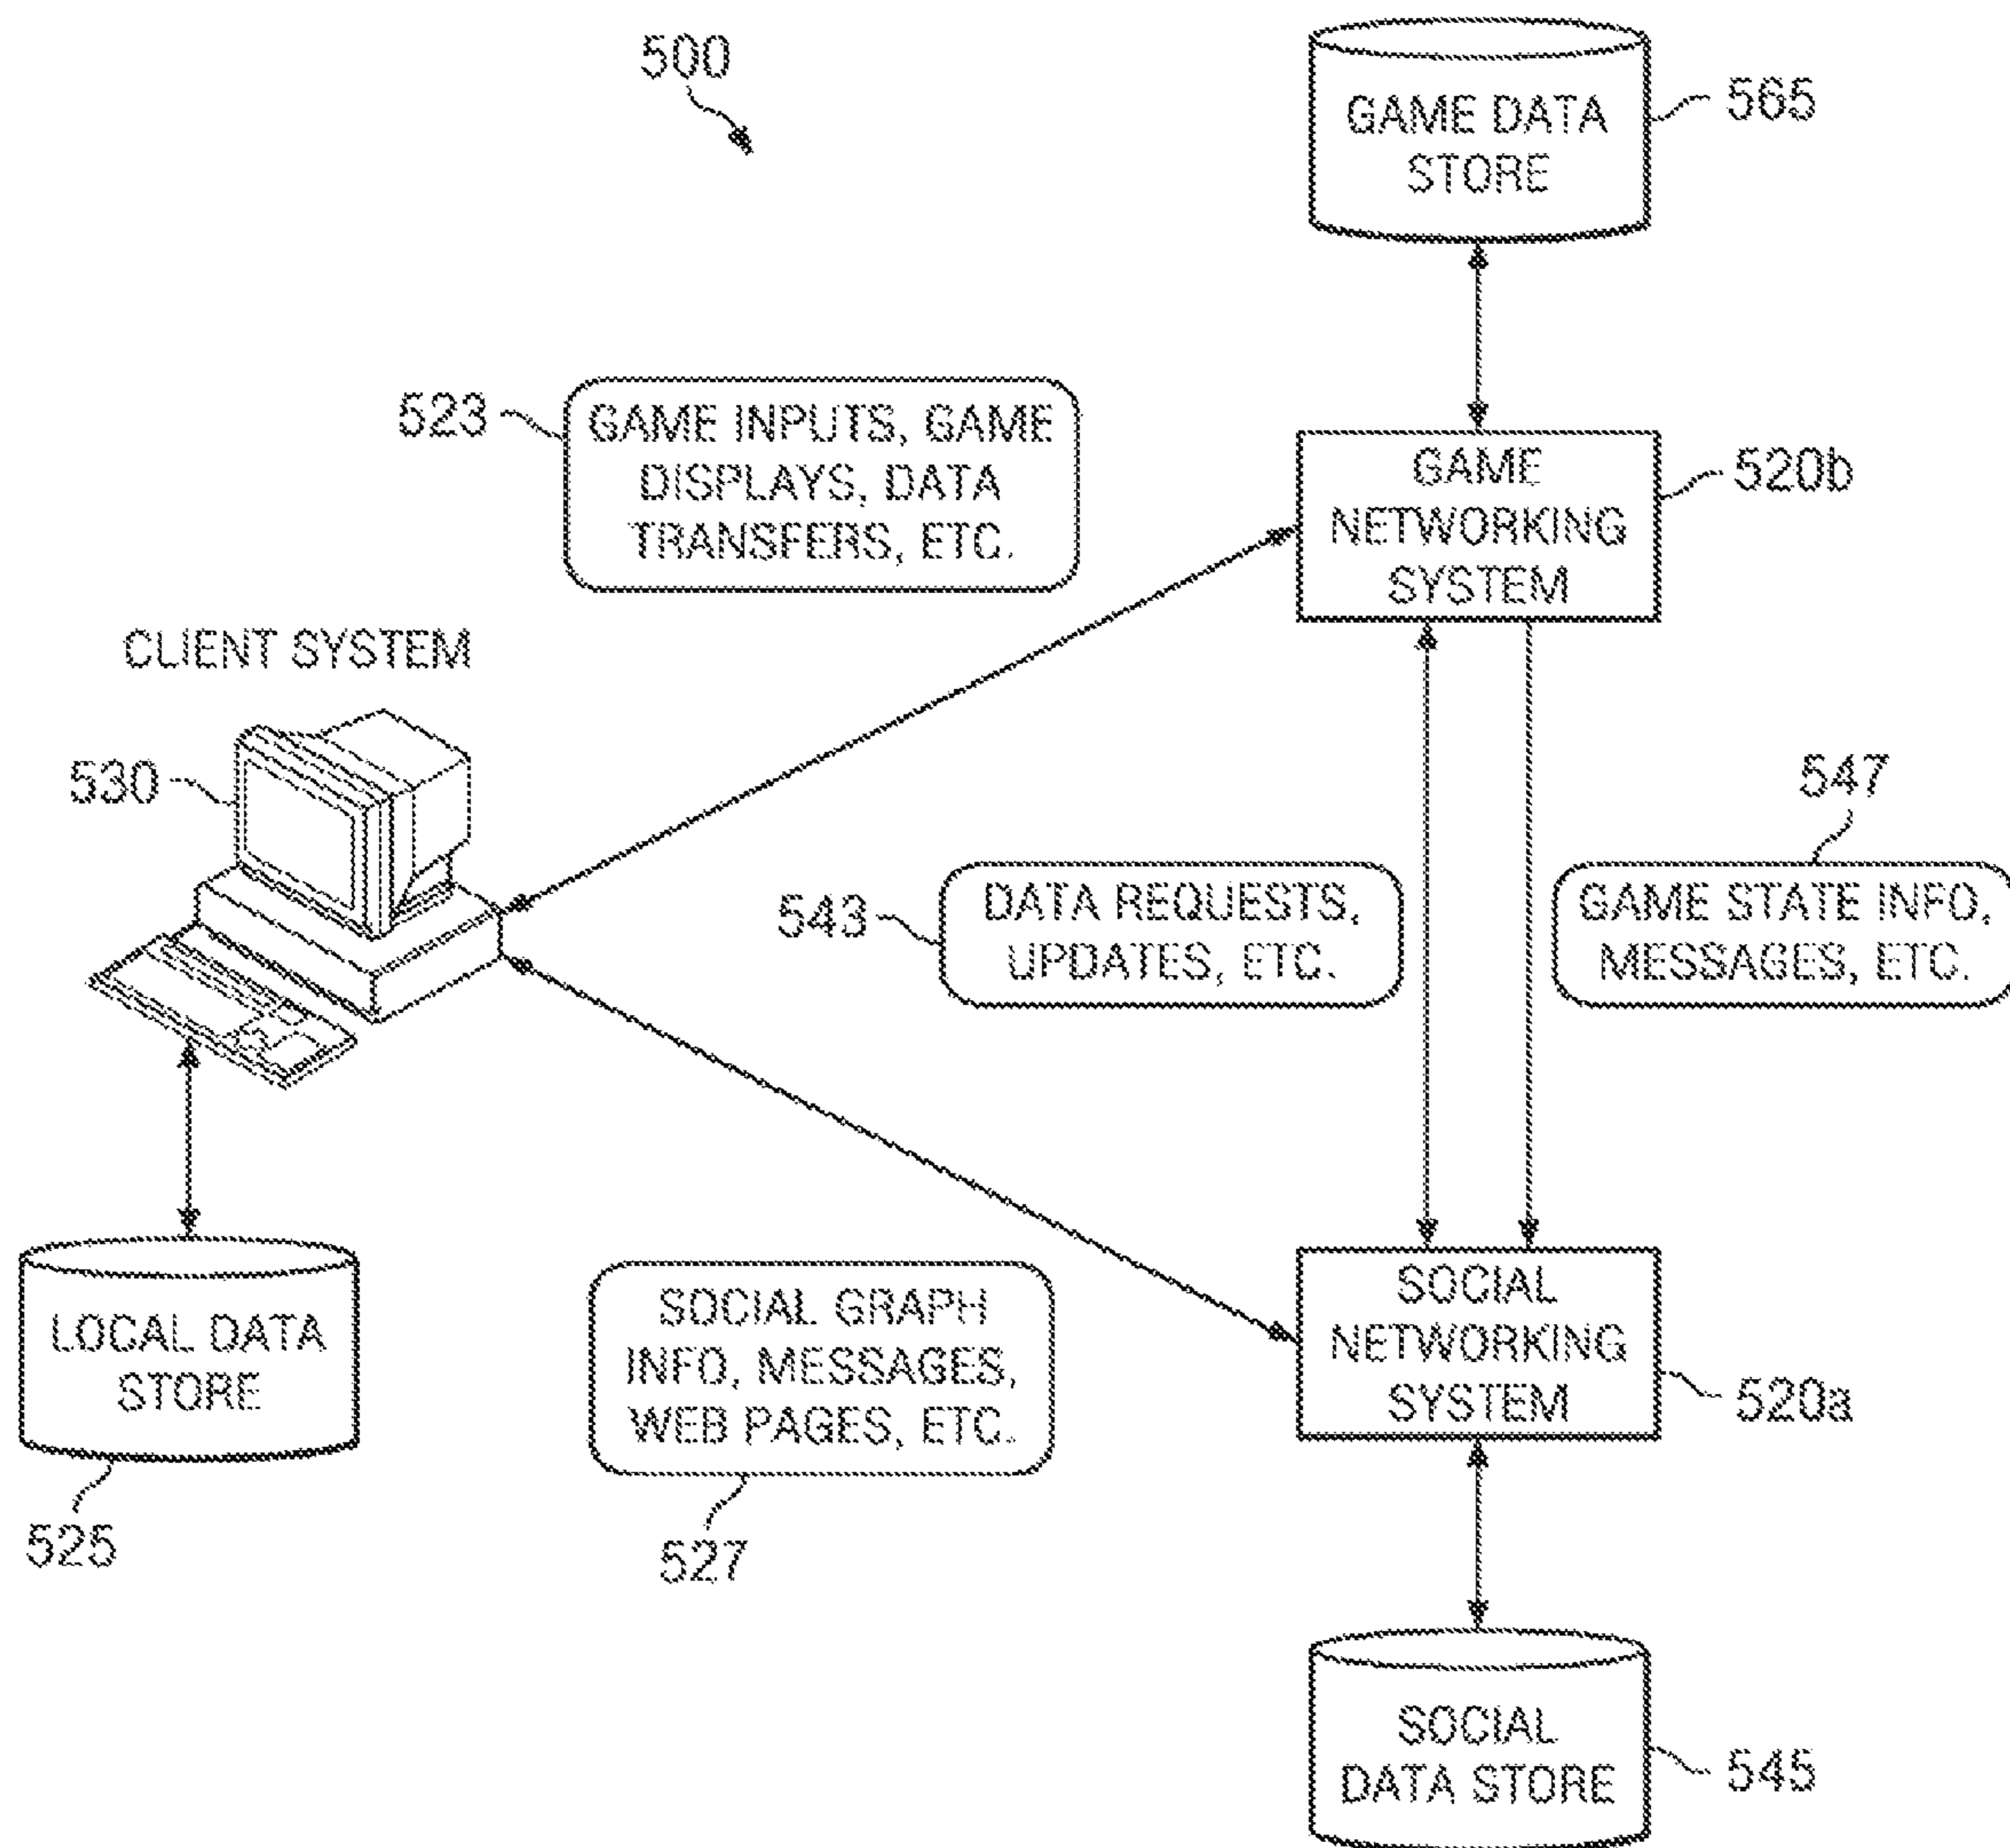 500
GAME DATA
STORE
565
523
GAME INPUTS, GAME
DISPLAYS, DATA
TRANSFERS, ETC.
GAME
NETWORKING
SYSTEM
520b
CLIENT SYSTEM
530
547
543
DATA REQUESTS,
UPDATES, ETC.
GAME STATE INFO,
MESSAGES, ETC.
LOCAL DATA
STORE
525
SOCIAL GRAPH
INFO, MESSAGES,
WEB PAGES, ETC.
527
SOCIAL
NETWORKING
SYSTEM
520a
SOCIAL
DATA STORE
545